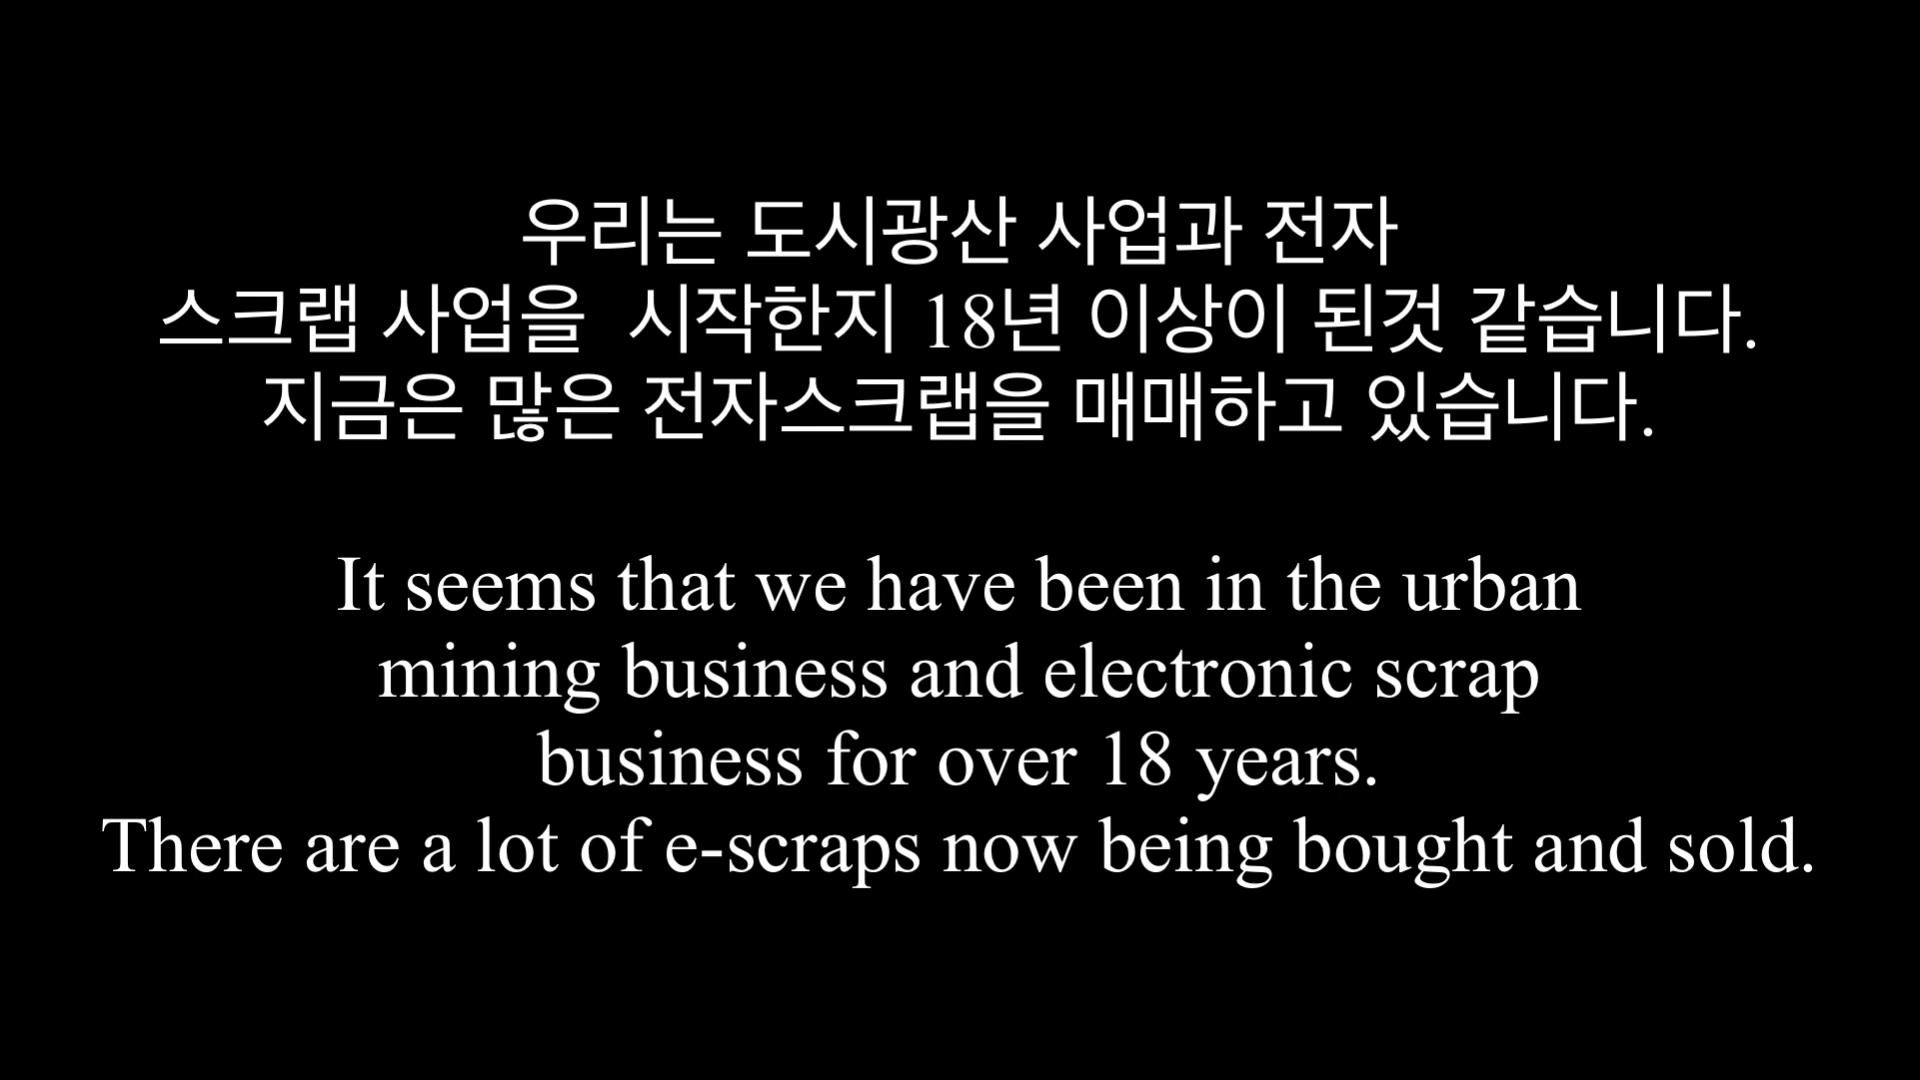 우리는 도시광산 사업과 전자
스크랩 사업을  시작한지 18년 이상이 된것 같습니다.
지금은 많은 전자스크랩을 매매하고 있습니다.
It seems that we have been in the urban
mining business and electronic scrap
business for over 18 years.
There are a lot of e-scraps now being bought and sold.